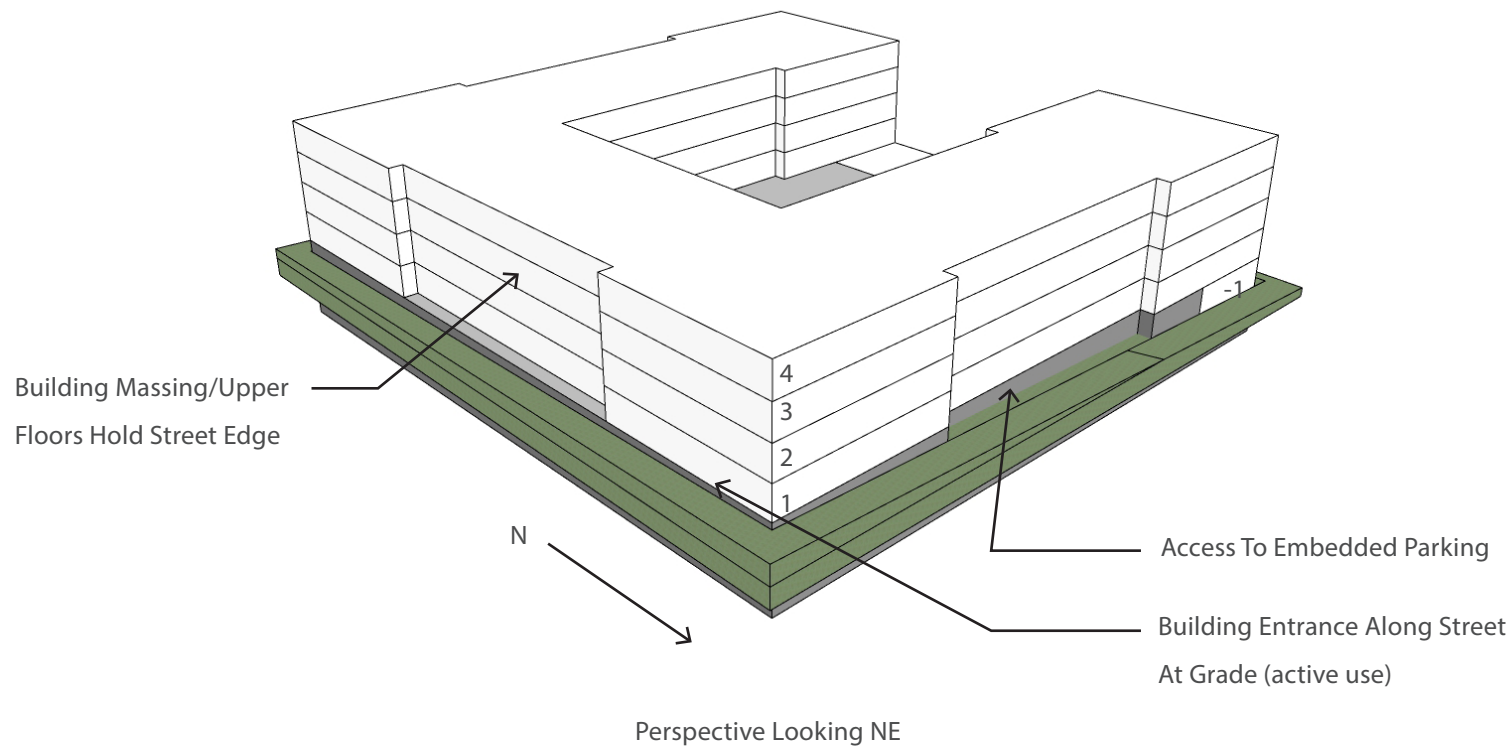 -1
Building Massing/Upper
Floors Hold Street Edge
4
3
2
1
N
Access To Embedded Parking
Building Entrance Along Street
At Grade (active use)
Perspective Looking NE